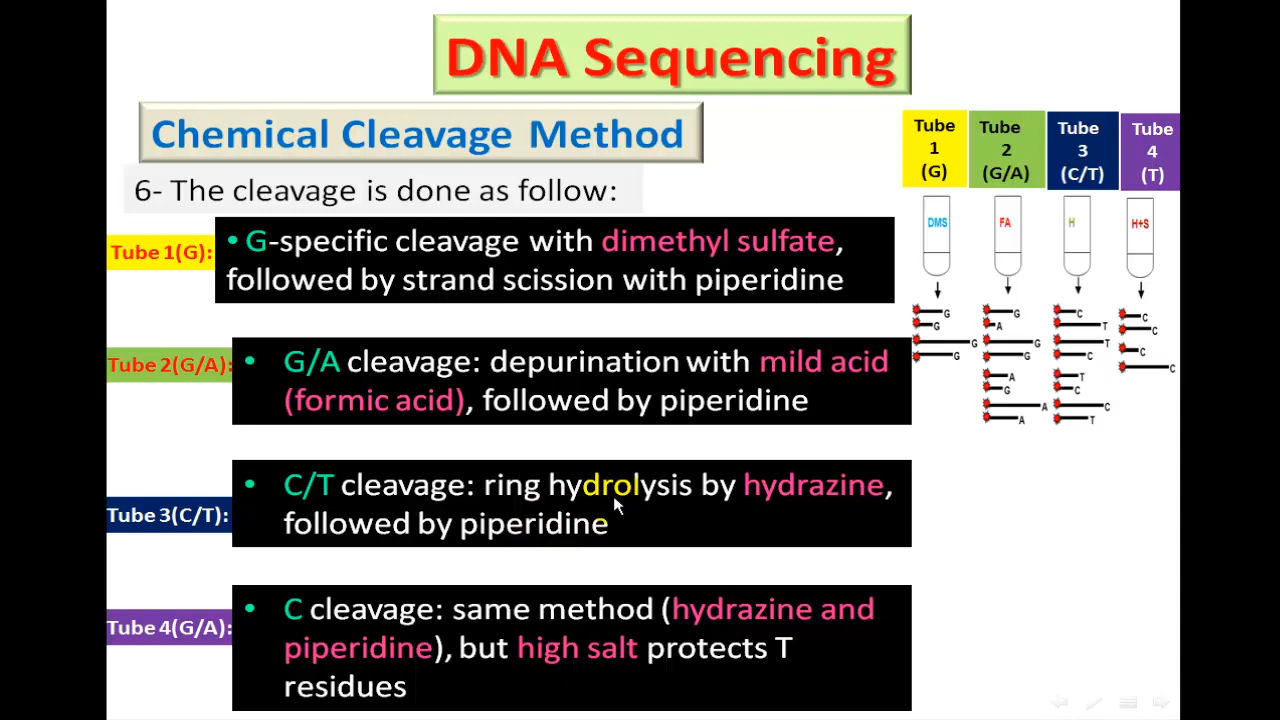 DNA Sequencing
Chemical Cleavage Method
6- The cleavage is done as follow:
Tube 1(G):
• G-specific cleavage with dimethyl sulfate,
followed by strand scission with piperidine
Tube 2(G/A):
• G/A cleavage: depurination with mild acid
(formic acid), followed by piperidine
Tube 3(C/T):
• C/T cleavage: ring hydrolysis by hydrazine,
followed by piperidine
Tube 4(G/A):
• C cleavage: same method (hydrazine and
piperidine), but high salt protects T
residues
Tube
1
(G)
Tube
2
(G/A)
Tube
3
(C/T)
Tube
4
(T)
DMS
FA
H
H+S
G
G
G
G
G
A
G
G
A
G
A
A
C
T
T
C
T
C
C
T
C
C
C
C